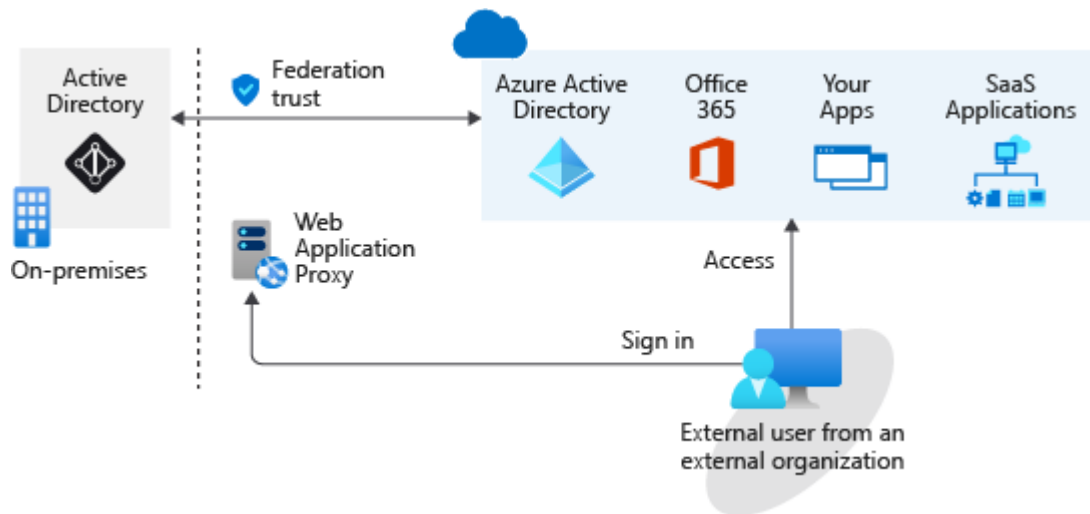 Active
Directory
On-premises
Federation
trust
Azure Active
Directory
Office
365
Your
Apps
SaaS
Applications
Web
Application
Proxy
Access
Sign in
External user from an
external organization